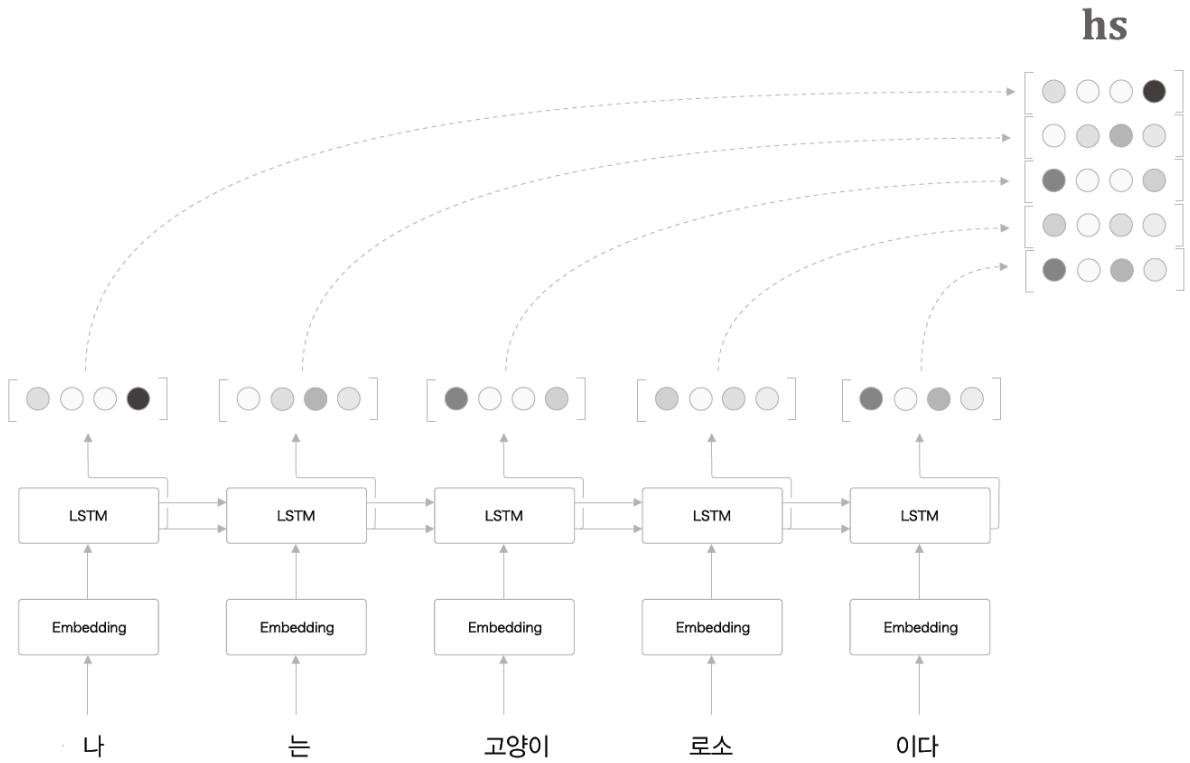 hs
LSTM LSTM LSTM LSTM LSTM
Embedding Embedding Embedding Embedding Embedding
나 는 고양이 로소 이다